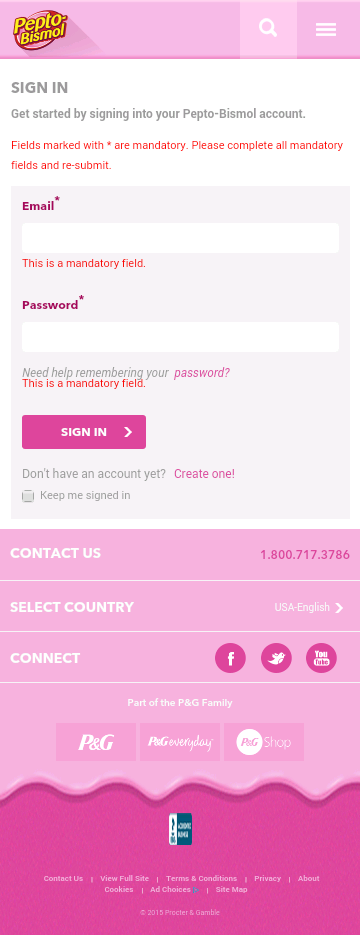 Pepto-
Bismol
SIGN IN
Get started by signing into your Pepto-Bismol account.
Fields marked with * are mandatory. Please complete all mandatory
fields and re-submit.
Email*
This is a mandatory field.
Password*
Need help remembering your password?
This is a mandatory field.
SIGN IN
Don't have an account yet? Create one!
Keep me signed in
CONTACT US 1.800.717.3786
SELECT COUNTRY USA-English
CONNECT f You Tube
Part of the P&G Family
P&G P&G everyday P&G Shop
BBB ACCREDITED BUSINESS
Contact Us | View Full Site | Terms & Conditions | Privacy | About
Cookies | Ad Choices | Site Map
© 2015 Procter & Gamble